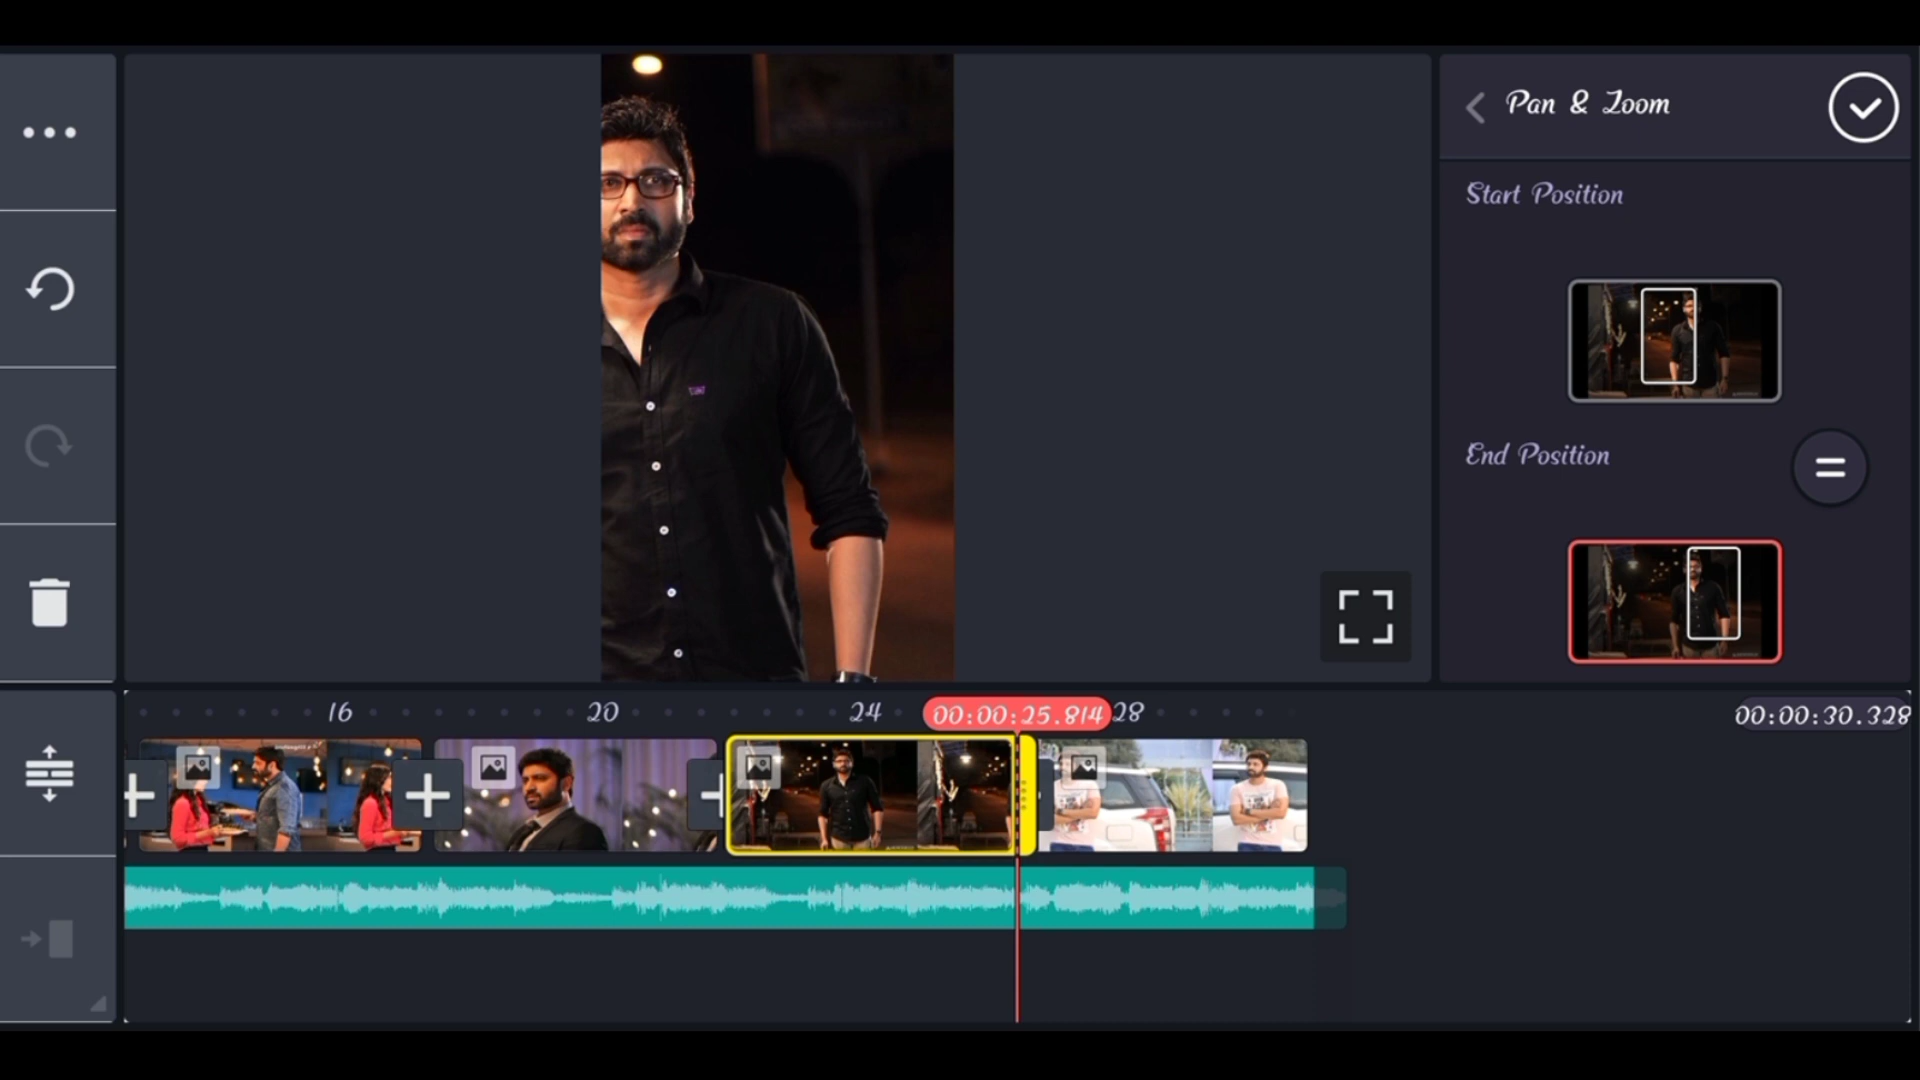 Pan & Zoom
Start Position
End Position
16
20
24
00:00:25.814
28
00:00:30.328